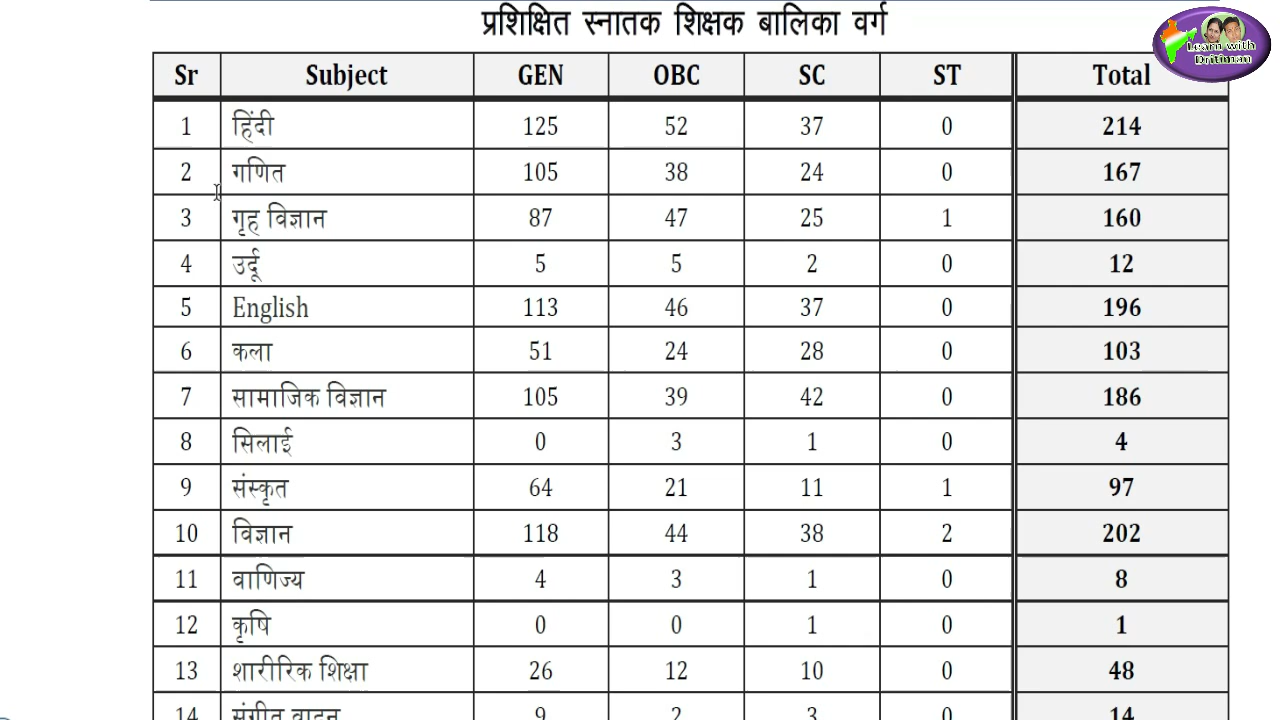 प्रशिक्षित स्नातक शिक्षक बालिका वर्ग
Learn with
Dritiman
Sr Subject GEN OBC SC ST Total
1 हिंदी 125 52 37 0 214
2 गणित 105 38 24 0 167
3 गृह विज्ञान 87 47 25 1 160
4 उर्दू 5 5 2 0 12
5 English 113 46 37 0 196
6 कला 51 24 28 0 103
7 सामाजिक विज्ञान 105 39 42 0 186
8 सिलाई 0 3 1 0 4
9 संस्कृत 64 21 11 1 97
10 विज्ञान 118 44 38 2 202
11 वाणिज्य 4 3 1 0 8
12 कृषि 0 0 1 0 1
13 शारीरिक शिक्षा 26 12 10 0 48
14 संगीत वादन 9 2 3 0 14